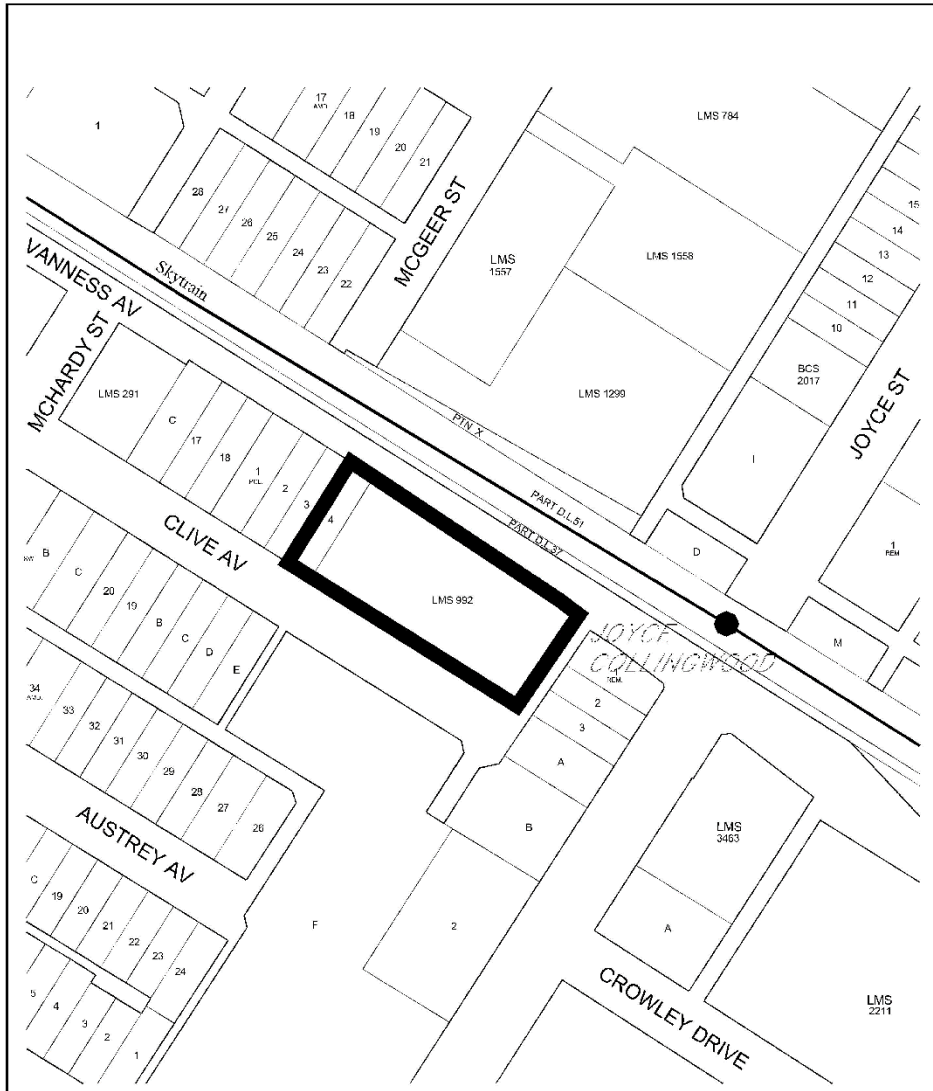 1
17
AMD.
18
19
20
21
LMS 784
28
27
26
25
24
23
22
MCGEER ST
LMS
1557
LMS 1558
15
14
13
12
11
10
BCS
2017
JOYCE ST
VANNESS AV
Skytrain
MCHARDY ST
LMS 291
C
17
18
1
PCL.
2
3
4
PTN X
LMS 1299
I
PART D.L.51
PART D.L.37
D
1
REM
CLIVE AV
LMS 992
JOYCE
COLLINGWOOD
M
B
C
20
19
B
C
D
E
REM.
2
3
A
B
34
AMD.
33
32
31
30
29
28
27
26
LMS
3463
A
AUSTREY AV
C
19
20
21
22
23
24
F
2
5
4
3
2
1
CROWLEY DRIVE
LMS
2211